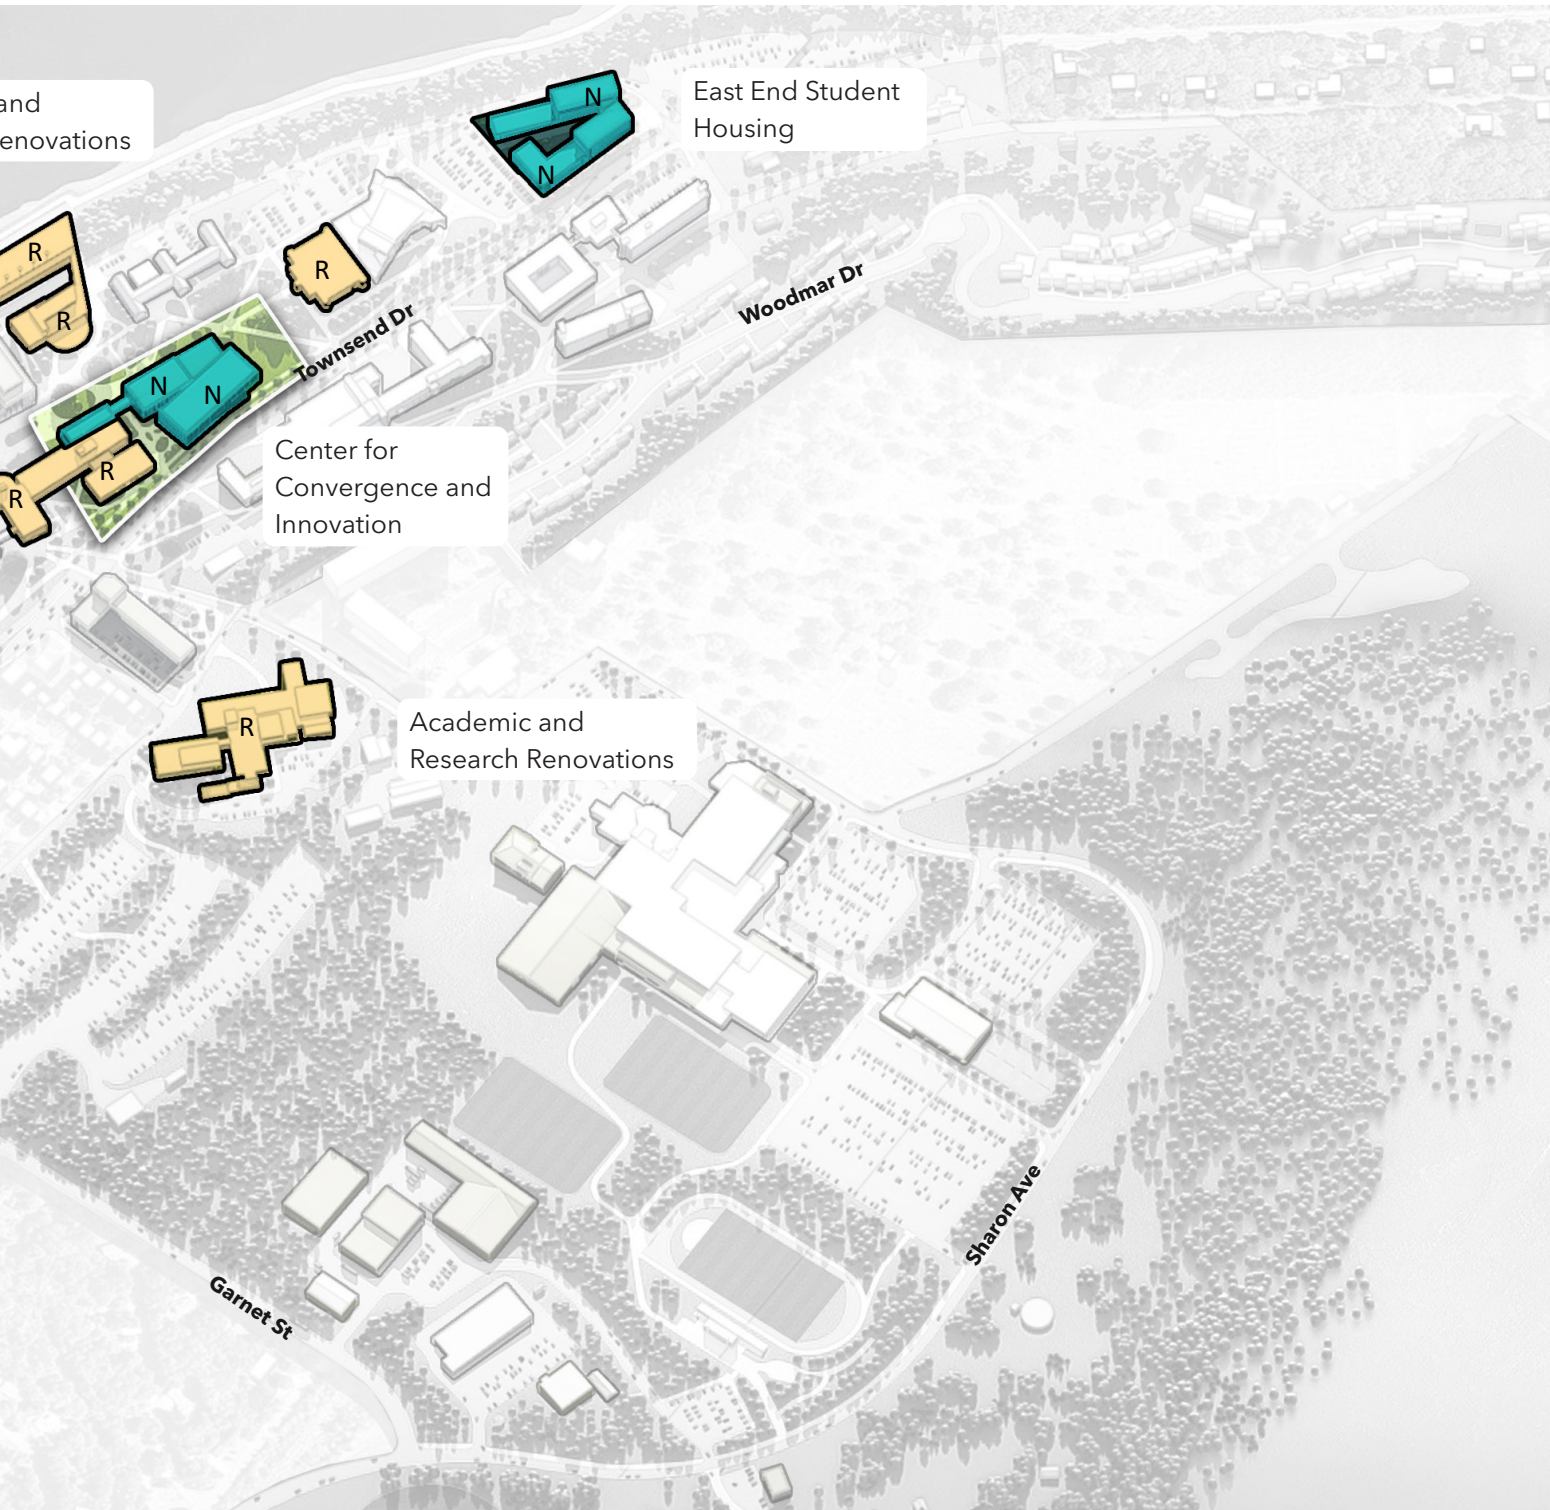 and
enovations
East End Student
Housing
N
N
R
R
R
Woodmar Dr
Townsend Dr
N
N
R
R
Center for
Convergence and
Innovation
R
Academic and
Research Renovations
Sharon Ave
Garnet St